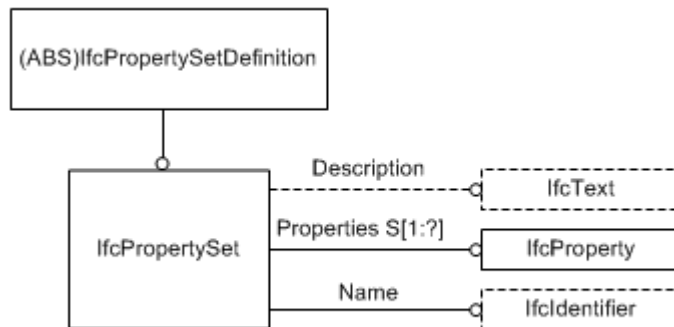 (ABS)IfcPropertySetDefinition
Description
IfcText
IfcPropertySet
Properties S[1:?]
IfcProperty
Name
IfcIdentifier